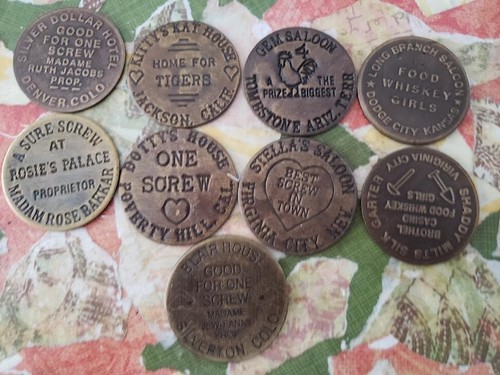 SILVER DOLLAR HOTEL
GOOD
FOR ONE
SCREW
MADAME
RUTH JACOBS
PROP.
DENVER, COLO.
KITTY'S KAT HOUSE
HOME FOR
TIGERS
JACKSON, CALIF
GEM SALOON
A THE
PRIZE BIGGEST
TOMBSTONE ARIZ. TERR
LONG BRANCH SALOON
FOOD
WHISKEY
GIRLS
DODGE CITY KANSAS
A SURE SCREW
AT
ROSIE'S PALACE
PROPRIETOR
MADAM ROSE BAKKAR
DOTTY'S HOUSE
ONE
SCREW
POVERTY HILL, CAL.
STELLA'S SALOON
BEST
SCREW
IN
TOWN
VIRGINIA CITY NEV.
SHADY MILTS SILK GARTER
BROTHEL
CASINO
FOOD WHISKEY
GIRLS
VIRGINIA CITY
BLAIR HOUSE
GOOD
FOR ONE
SCREW
MADAME
SILVERTON COLO.